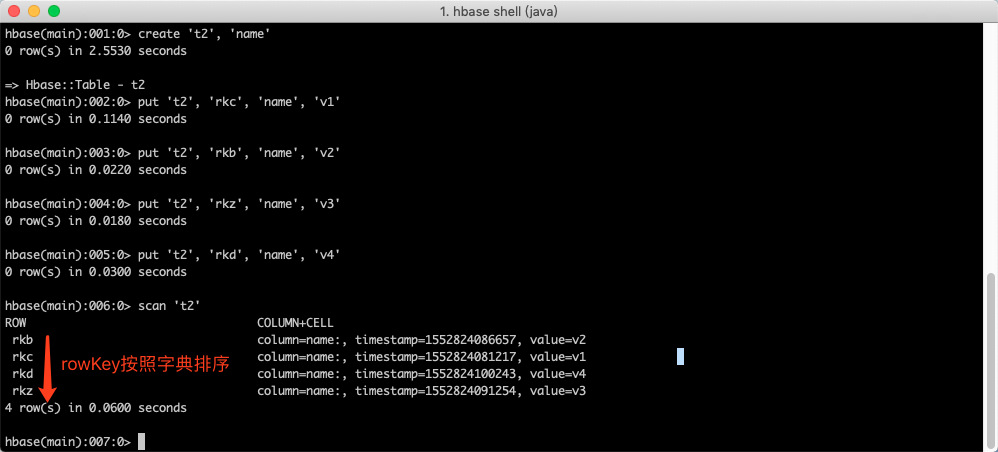 1. hbase shell (java)
hbase(main):001:0> create 't2', 'name'
0 row(s) in 2.5530 seconds
=> Hbase::Table - t2
hbase(main):002:0> put 't2', 'rkc', 'name', 'v1'
0 row(s) in 0.1140 seconds
hbase(main):003:0> put 't2', 'rkb', 'name', 'v2'
0 row(s) in 0.0220 seconds
hbase(main):004:0> put 't2', 'rkz', 'name', 'v3'
0 row(s) in 0.0180 seconds
hbase(main):005:0> put 't2', 'rkd', 'name', 'v4'
0 row(s) in 0.0300 seconds
hbase(main):006:0> scan 't2'
ROW COLUMN+CELL
rkb column=name:, timestamp=1552824086657, value=v2
rkc column=name:, timestamp=1552824081217, value=v1
rowKey按照字典排序
rkd column=name:, timestamp=1552824100243, value=v4
rkz column=name:, timestamp=1552824091254, value=v3
4 row(s) in 0.0600 seconds
hbase(main):007:0>